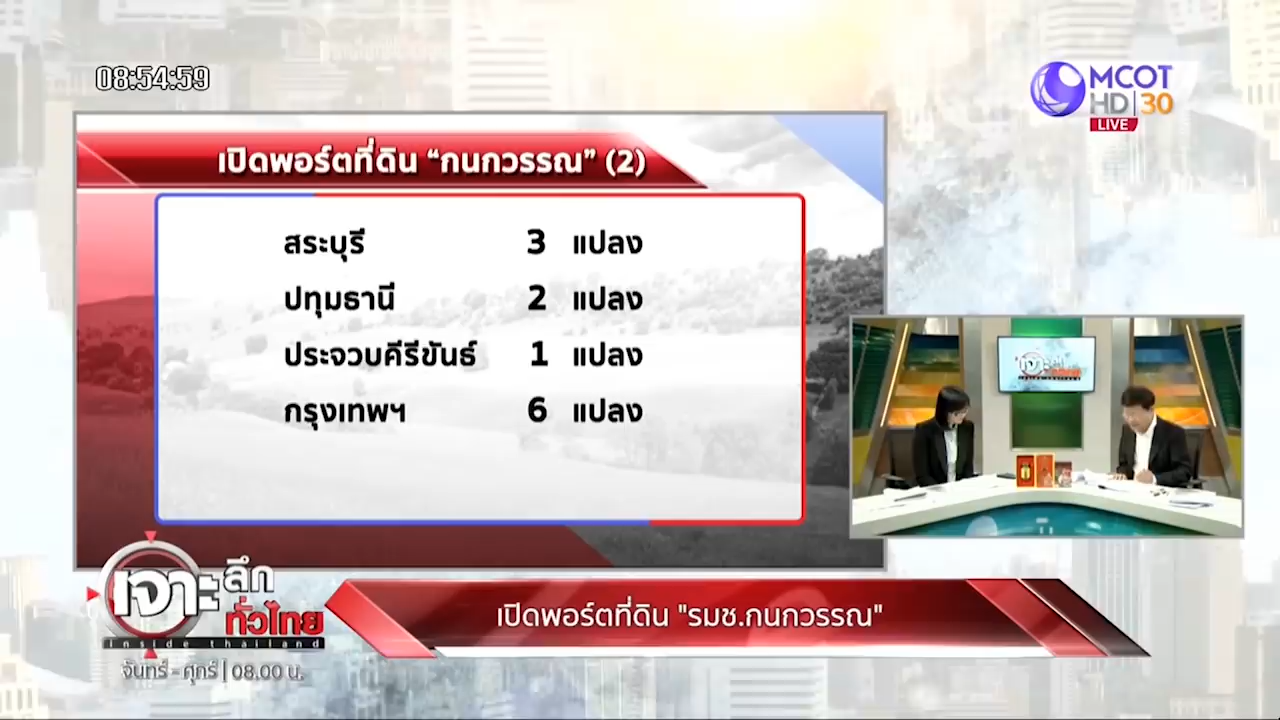 08:54:59
MCOT
HD 30
LIVE
เปิดพอร์ตที่ดิน “กนกวรรณ” (2)
สระบุรี 3 แปลง
ปทุมธานี 2 แปลง
ประจวบคีรีขันธ์ 1 แปลง
กรุงเทพฯ 6 แปลง
เจาะลึก
ทั่วไทย
inside thailand
จันทร์ - ศุกร์ | 08.00 น.
เปิดพอร์ตที่ดิน "รมช.กนกวรรณ"